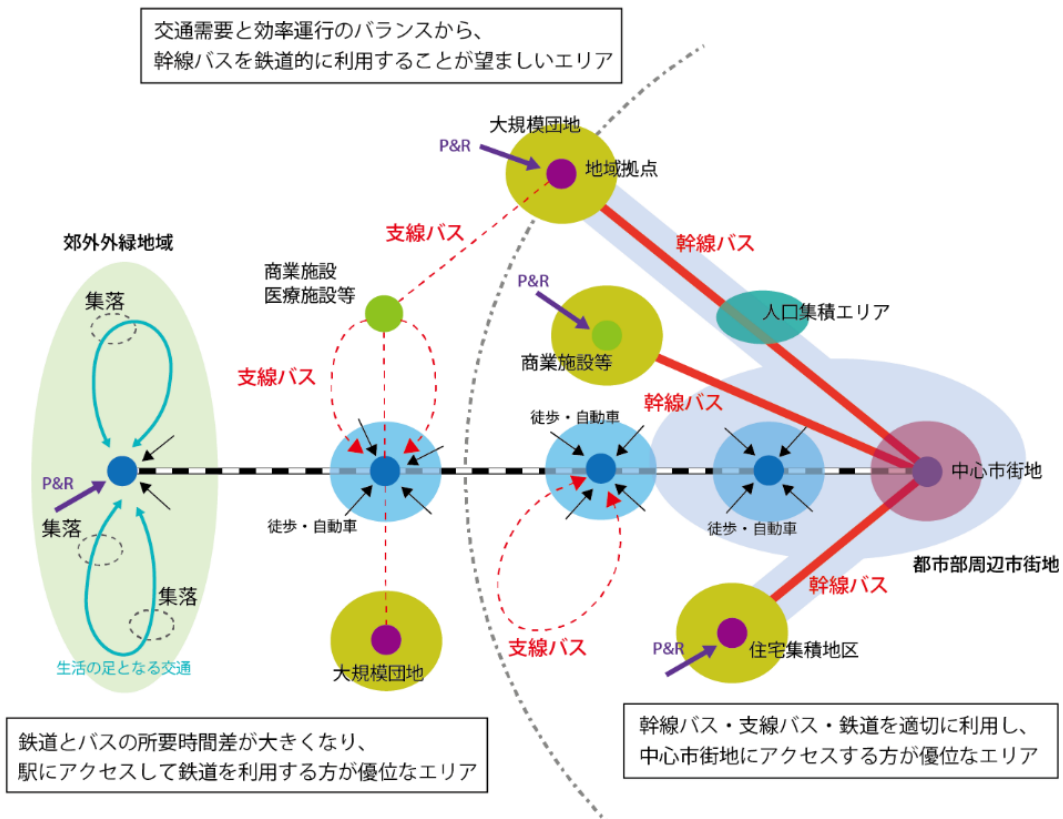 交通需要と効率運行のバランスから、
幹線バスを鉄道的に利用することが望ましいエリア
大規模団地
P&R
地域拠点
支線バス
幹線バス
郊外外緑地域
商業施設
医療施設等
P&R
集落
人口集積エリア
商業施設等
支線バス
幹線バス
徒歩・自動車
中心市街地
P&R
集落
徒歩・自動車
徒歩・自動車
都市部周辺市街地
幹線バス
集落
支線バス
P&R
住宅集積地区
生活の足となる交通
大規模団地
鉄道とバスの所要時間差が大きくなり、
駅にアクセスして鉄道を利用する方が優位なエリア
幹線バス・支線バス・鉄道を適切に利用し、
中心市街地にアクセスする方が優位なエリア